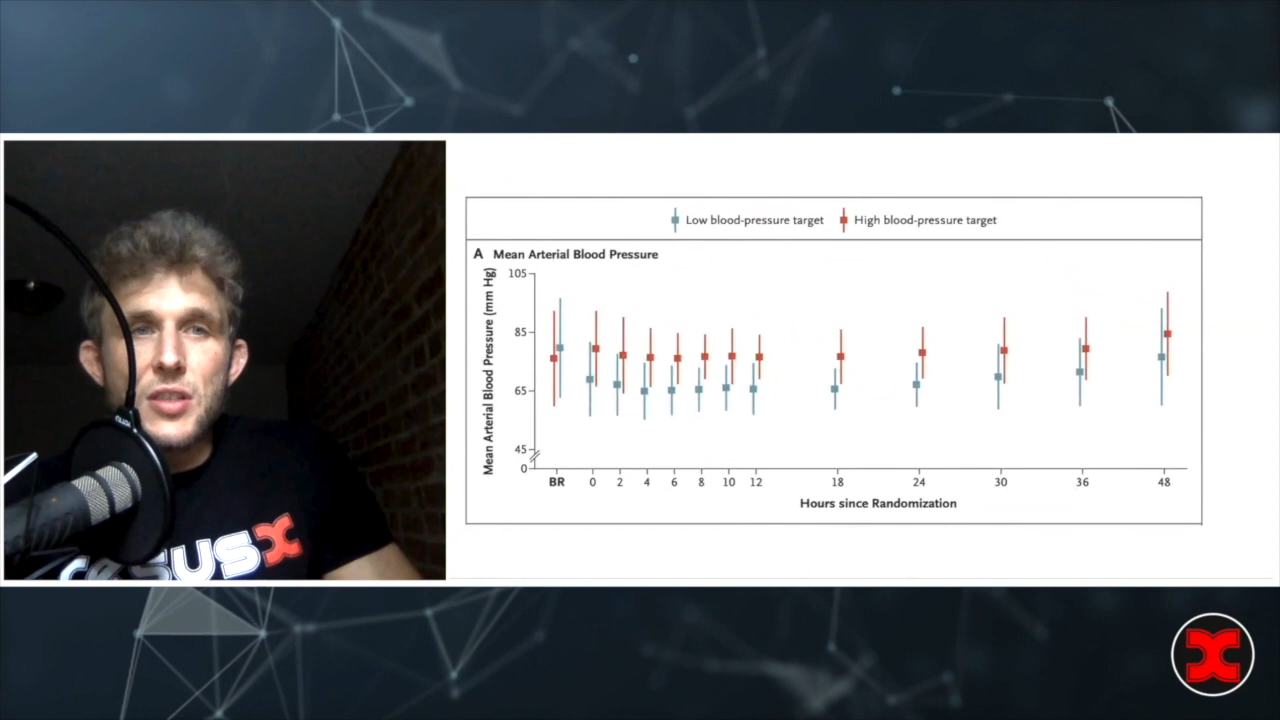 Low blood-pressure target High blood-pressure target
A Mean Arterial Blood Pressure
Mean Arterial Blood Pressure (mm Hg)
105
85
65
45
0
BR 0 2 4 6 8 10 12 18 24 30 36 48
Hours since Randomization